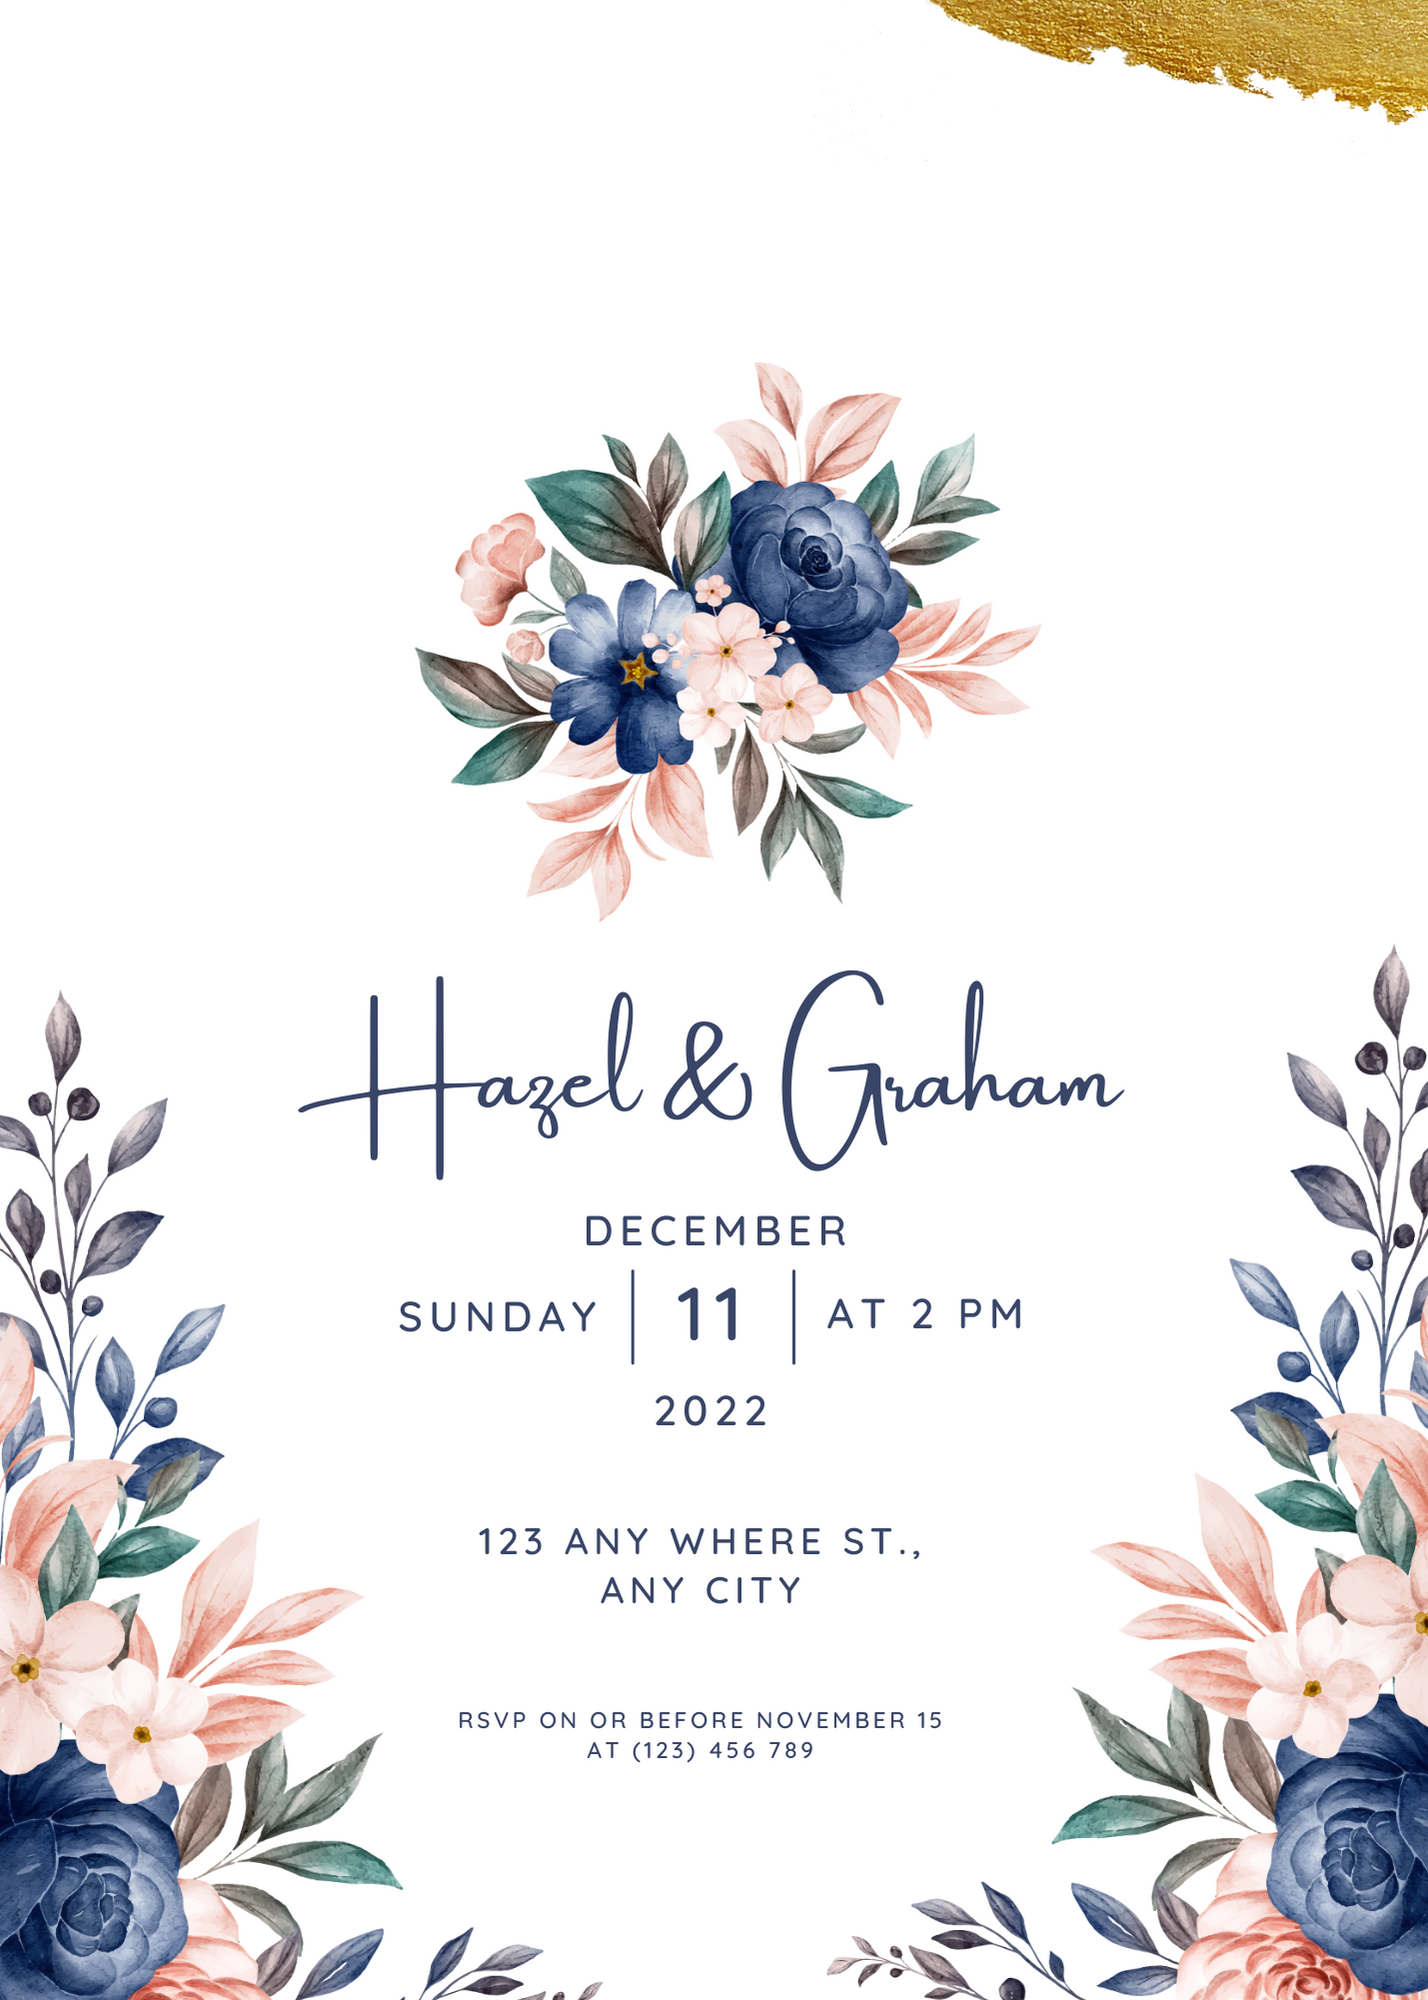 Hazel & Graham
DECEMBER
SUNDAY | 11 | AT 2 PM
2022
123 ANY WHERE ST.,
ANY CITY
RSVP ON OR BEFORE NOVEMBER 15
AT (123) 456 789